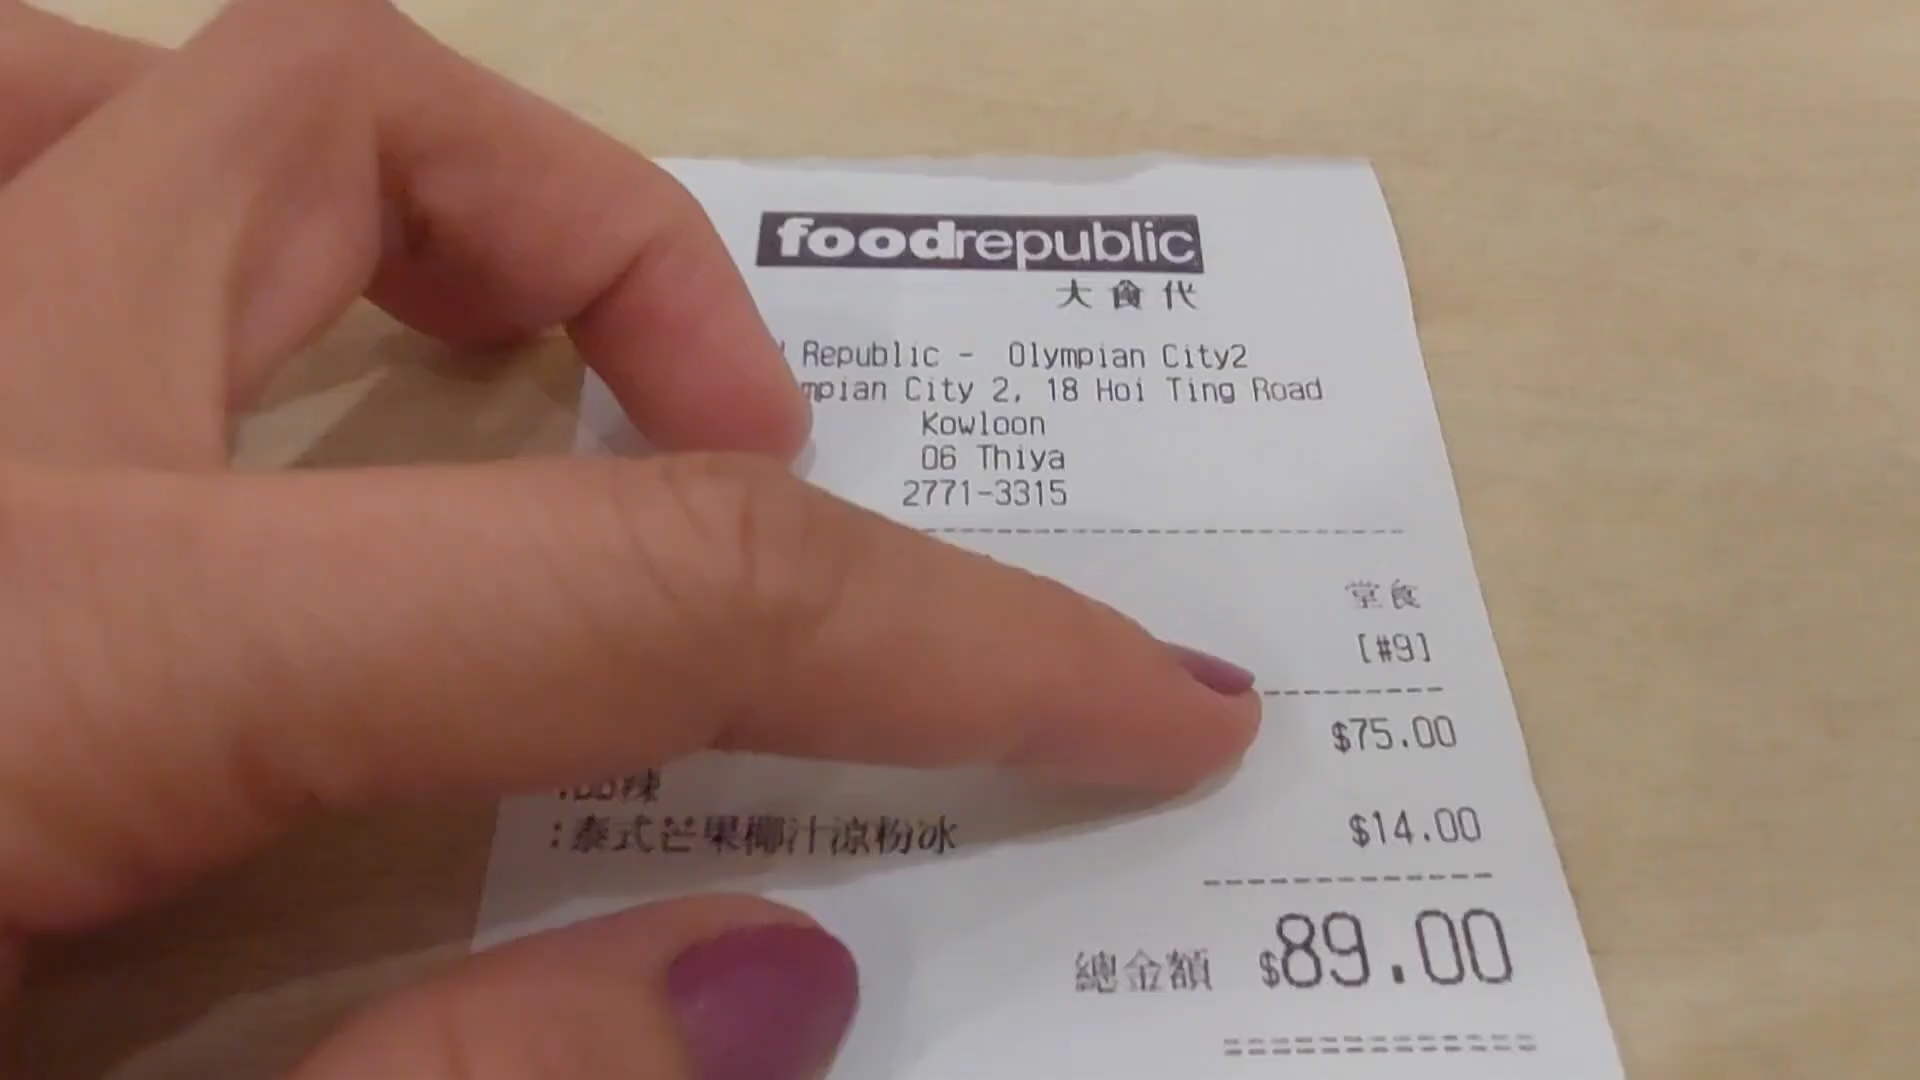 foodrepublic
大食代
Republic - Olympian City2
mpian City 2, 18 Hoi Ting Road
Kowloon
06 Thiya
2771-3315
堂食
[#9]
$75.00
辣
:泰式芒果椰汁涼粉冰 $14.00
總金額 $89.00